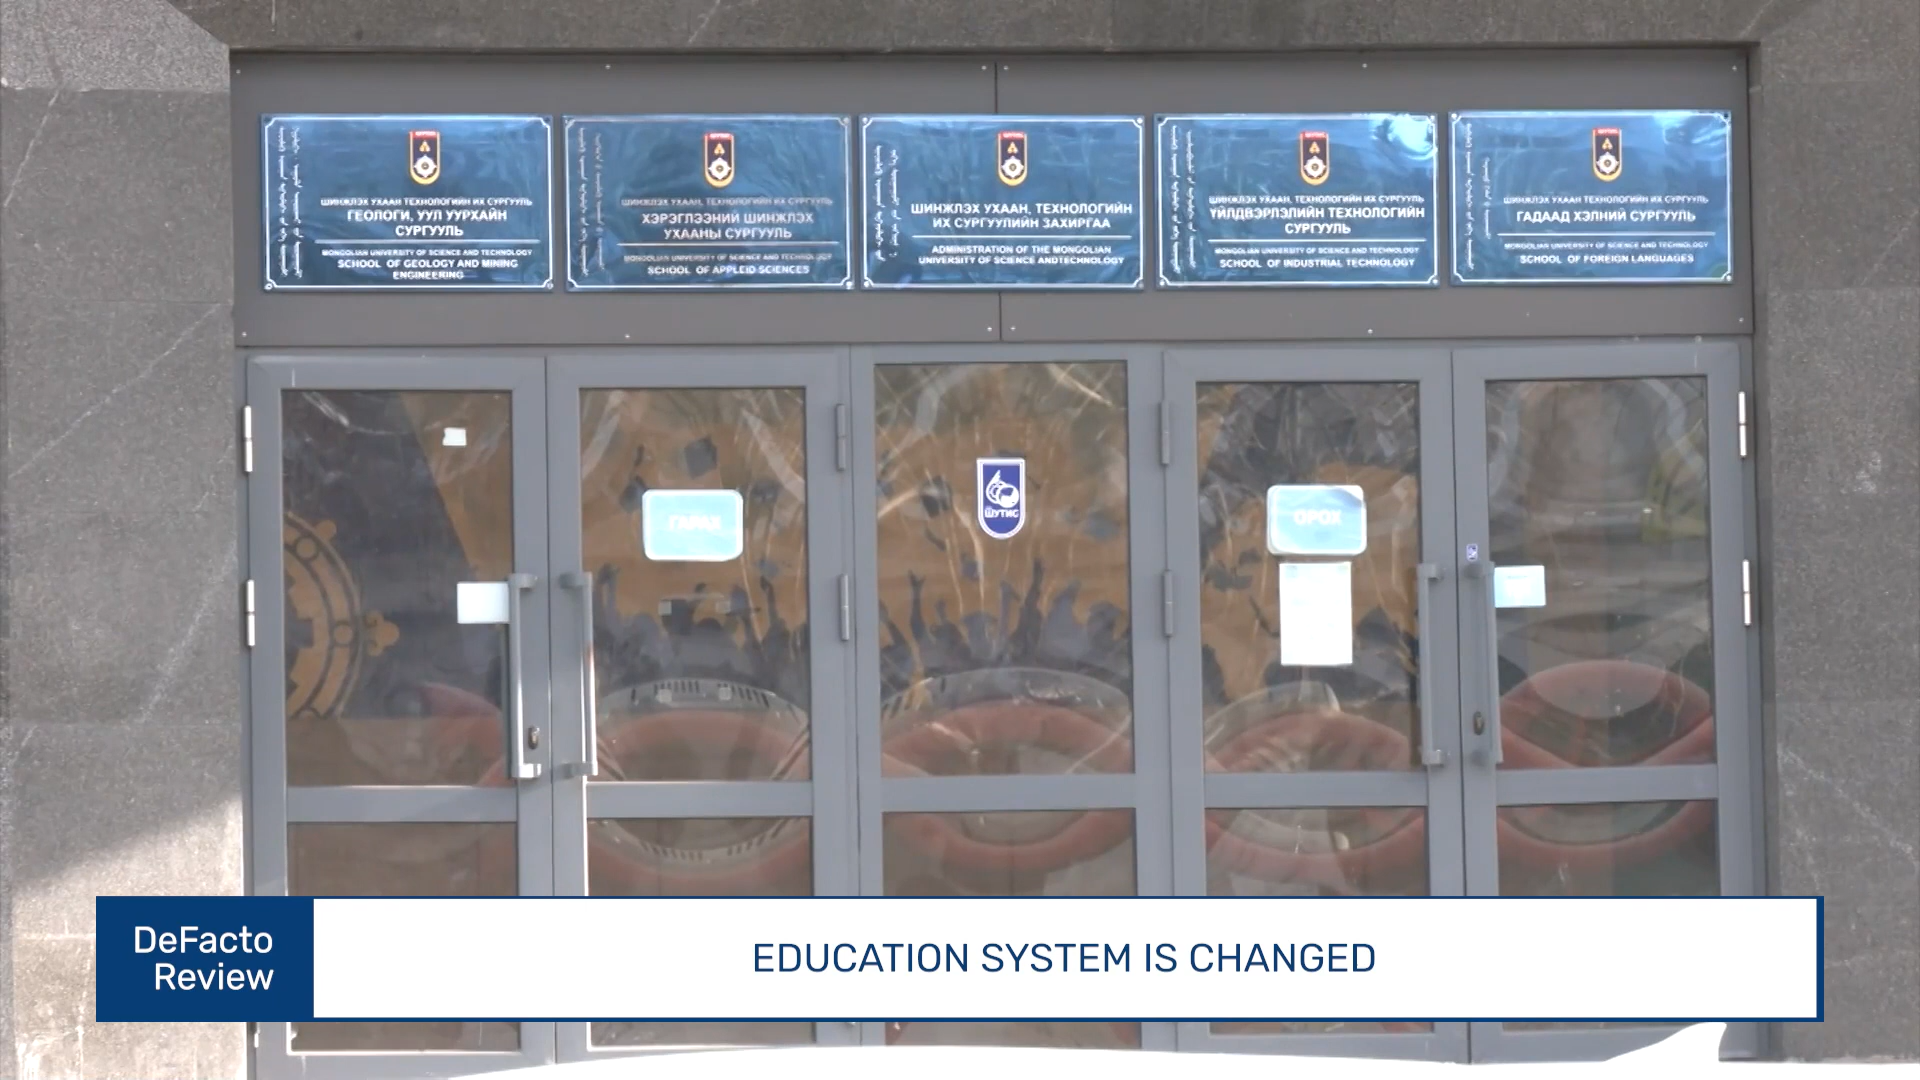 ШИНЖЛЭХ УХААН ТЕХНОЛОГИЙН ИХ СУРГУУЛЬ
ГЕОЛОГИ, УУЛ УУРХАЙН
СУРГУУЛЬ
MONGOLIAN UNIVERSITY OF SCIENCE AND TECHNOLOGY
SCHOOL OF GEOLOGY AND MINING
ENGINEERING
ШИНЖЛЭХ УХААН, ТЕХНОЛОГИЙН ИХ СУРГУУЛЬ
ХЭРЭГЛЭЭНИЙ ШИНЖЛЭХ
УХААНЫ СУРГУУЛЬ
MONGOLIAN UNIVERSITY OF SCIENCE AND TECHNOLOGY
SCHOOL OF APPLEID SCIENCES
ШИНЖЛЭХ УХААН, ТЕХНОЛОГИЙН
ИХ СУРГУУЛИЙН ЗАХИРГАА
ADMINISTRATION OF THE MONGOLIAN
UNIVERSITY OF SCIENCE ANDTECHNOLOGY
ШИНЖЛЭХ УХААН, ТЕХНОЛОГИЙН ИХ СУРГУУЛЬ
ҮЙЛДВЭРЛЭЛИЙН ТЕХНОЛОГИЙН
СУРГУУЛЬ
MONGOLIAN UNIVERSITY OF SCIENCE AND TECHNOLOGY
SCHOOL OF INDUSTRIAL TECHNOLOGY
ШИНЖЛЭХ УХААН ТЕХНОЛОГИЙН ИХ СУРГУУЛЬ
ГАДААД ХЭЛНИЙ СУРГУУЛЬ
MONGOLIAN UNIVERSITY OF SCIENCE AND TECHNOLOGY
SCHOOL OF FOREIGN LANGUAGES
ГАРАХ
ШУТИС
ОРОХ
DeFacto
Review
EDUCATION SYSTEM IS CHANGED